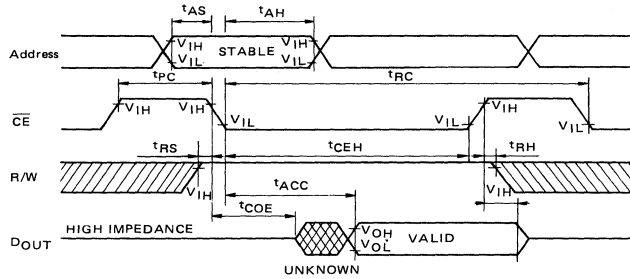 tAS tAH
Address VIH VIL STABLE VIH VIL
tPC tRC
CE VIH VIH VIL VIL VIH VIL
tRS tCEH tRH
R/W VIH VIH
tACC
tCOE
DOUT HIGH IMPEDANCE VOH VOL VALID
UNKNOWN